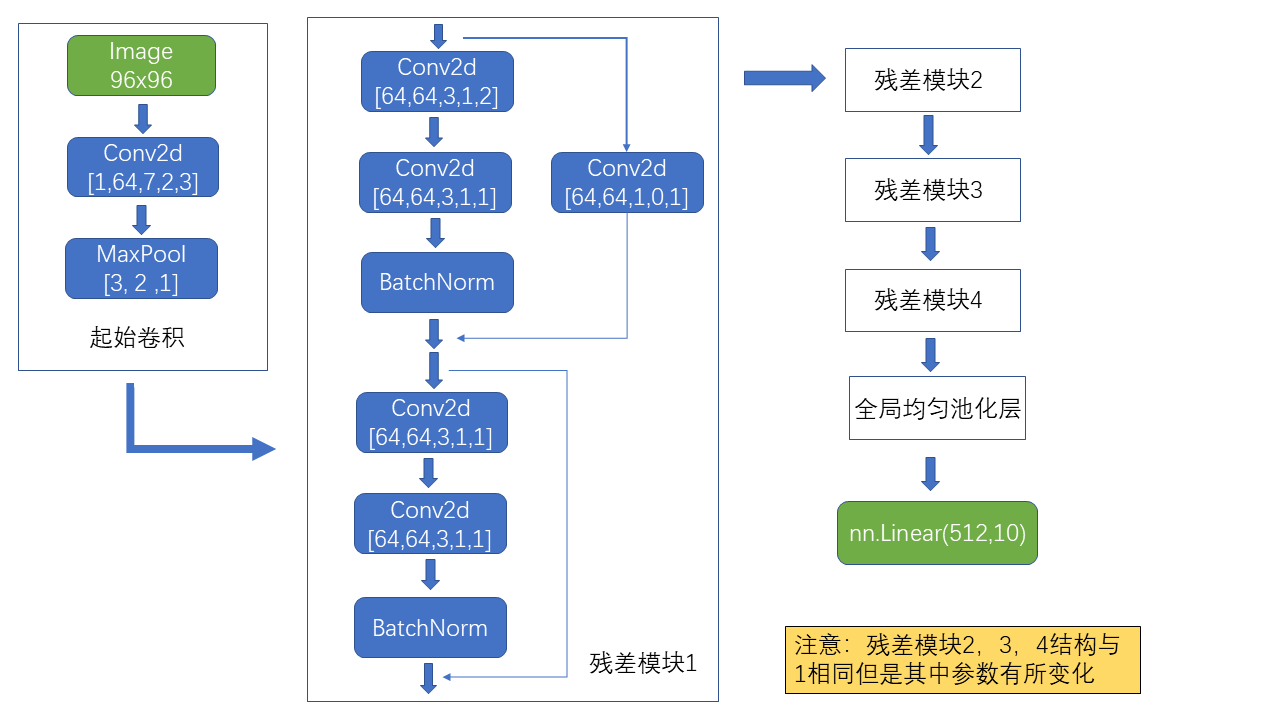 Image
96x96
Conv2d
[1,64,7,2,3]
MaxPool
[3, 2 ,1]
起始卷积
Conv2d
[64,64,3,1,2]
Conv2d
[64,64,3,1,1]
Conv2d
[64,64,1,0,1]
BatchNorm
Conv2d
[64,64,3,1,1]
Conv2d
[64,64,3,1,1]
BatchNorm
残差模块1
残差模块2
残差模块3
残差模块4
全局均匀池化层
nn.Linear(512,10)
注意：残差模块2，3，4结构与
1相同但是其中参数有所变化